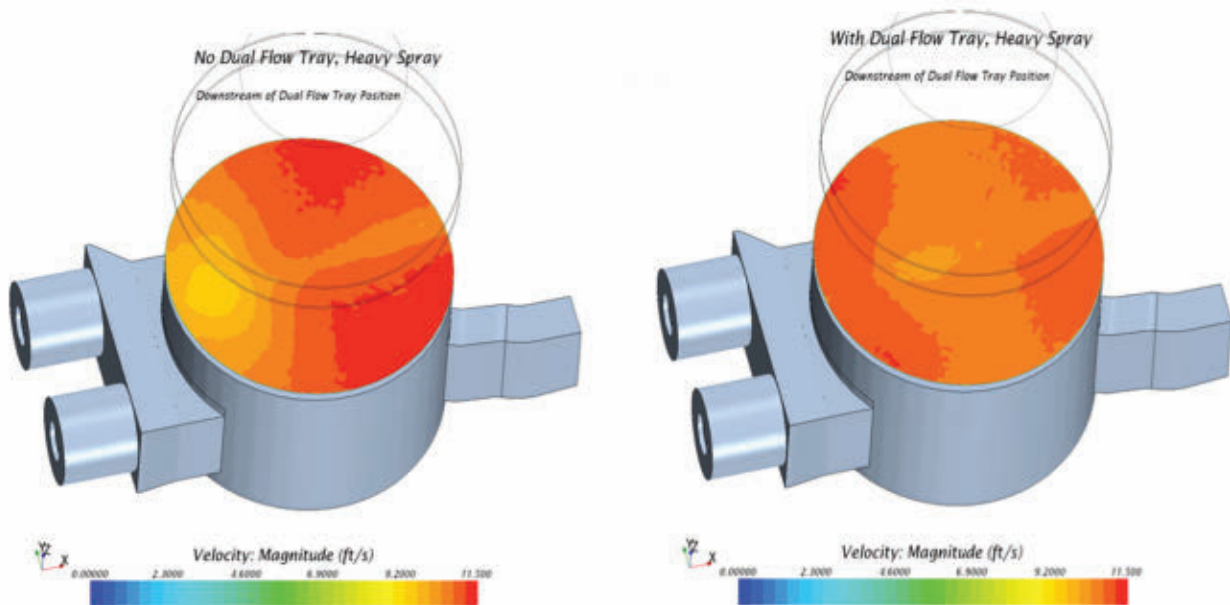 No Dual Flow Tray, Heavy Spray
Downstream of Dual Flow Tray Position
Velocity: Magnitude (ft/s)
0.00000 2.3000 4.6000 6.9000 9.2000 11.500
X
Y
Z
With Dual Flow Tray, Heavy Spray
Downstream of Dual Flow Tray Position
Velocity: Magnitude (ft/s)
0.00000 2.3000 4.6000 6.9000 9.2000 11.500
X
Y
Z